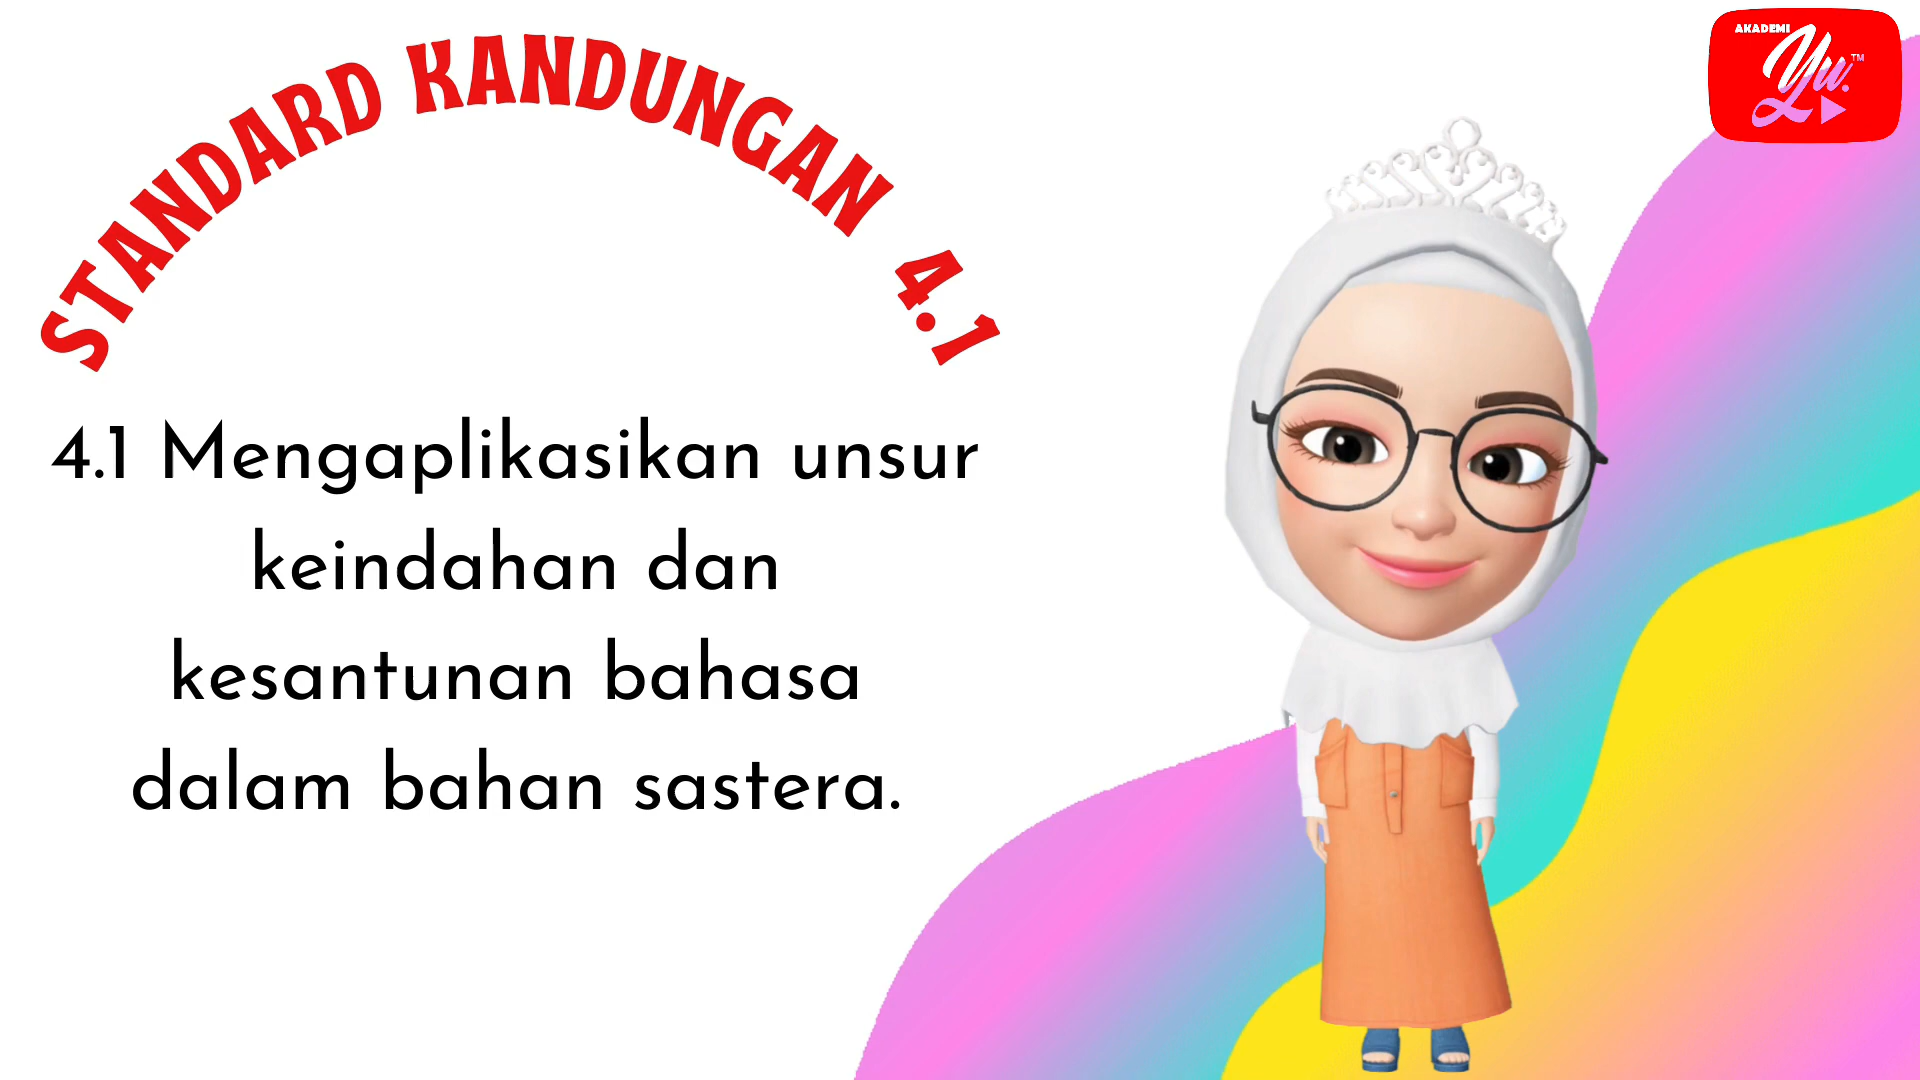 AKADEMI
Yu.
TM
STANDARD KANDUNGAN 4.1
4.1 Mengaplikasikan unsur
keindahan dan
kesantunan bahasa
dalam bahan sastera.